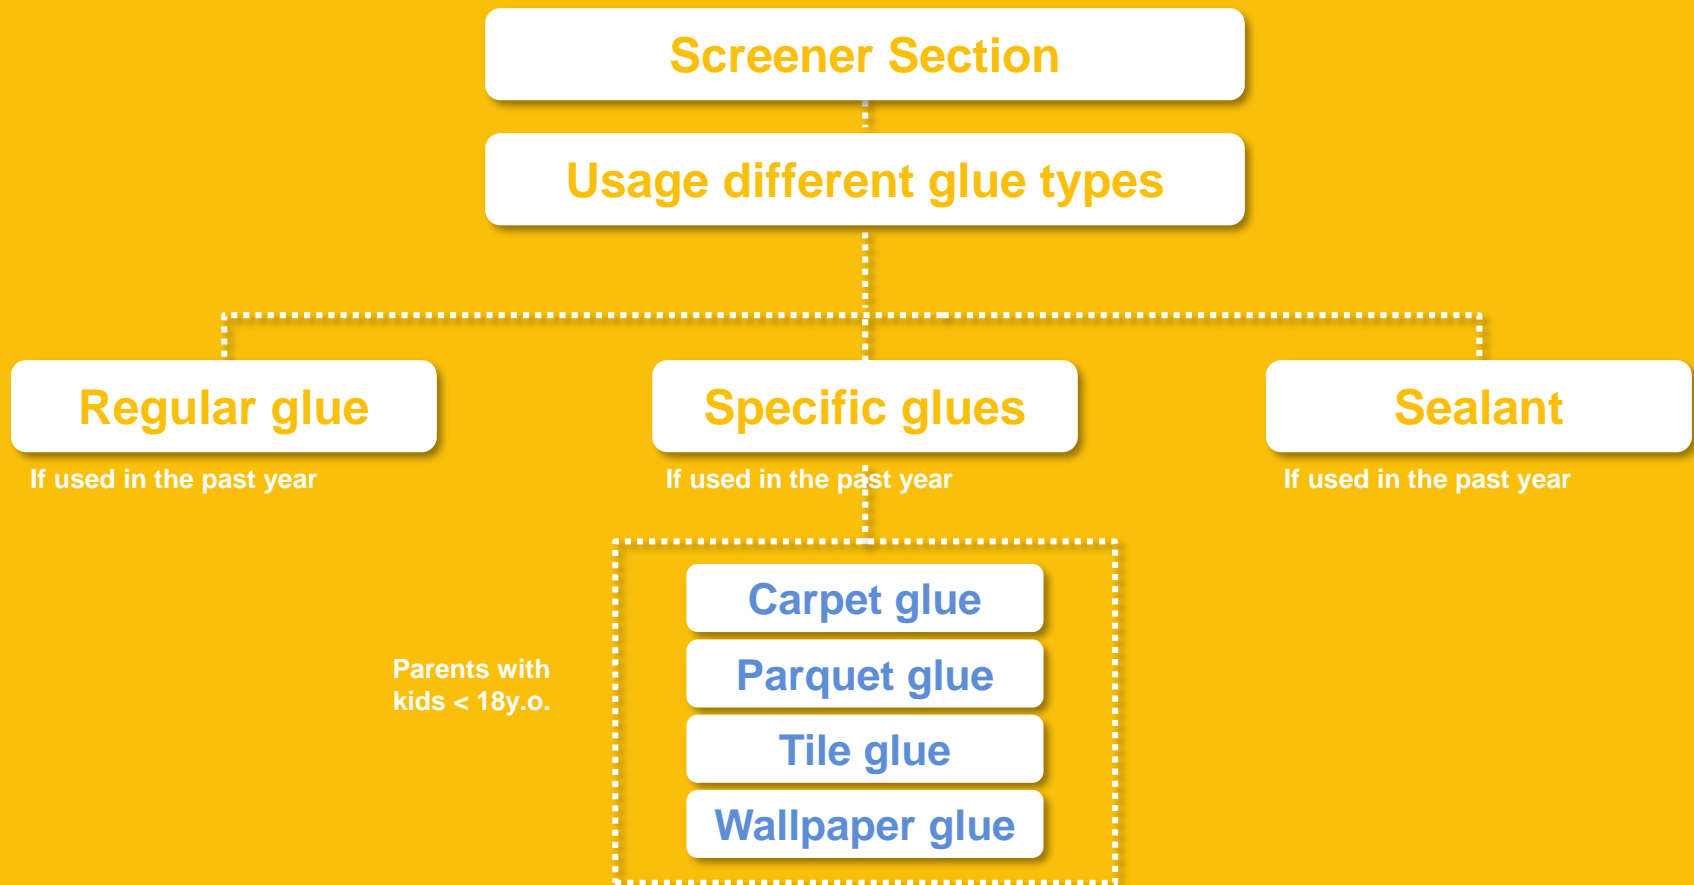 Screener Section
Usage different glue types
Regular glue
Specific glues
Sealant
If used in the past year
If used in the past year
If used in the past year
Carpet glue
Parquet glue
Parents with
kids < 18y.o.
Tile glue
Wallpaper glue